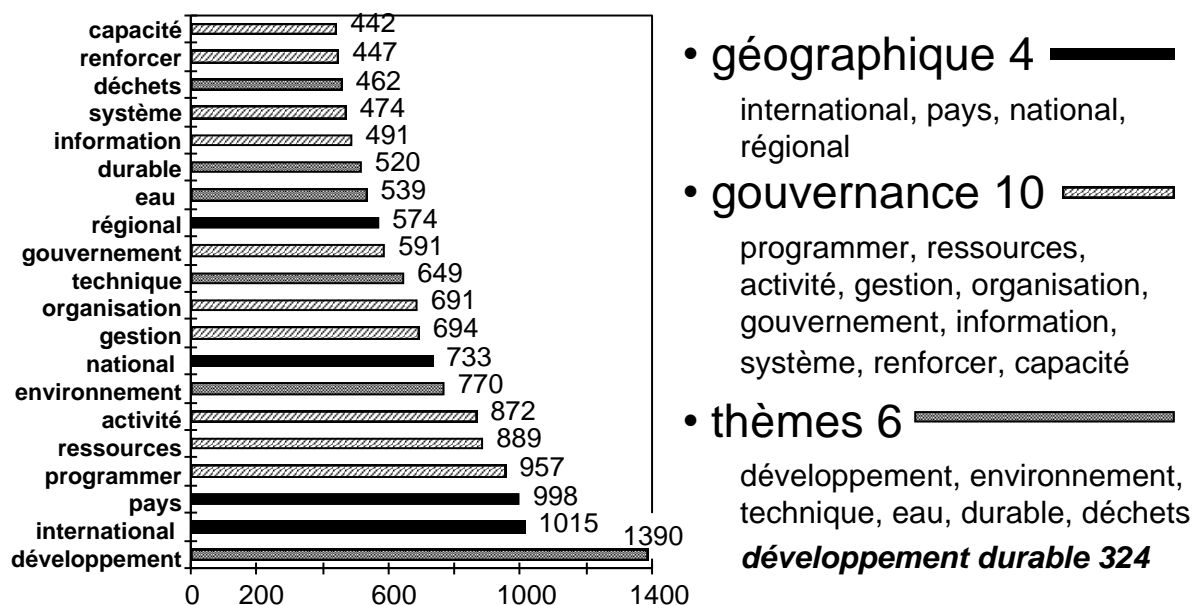 capacité 442
renforcer 447
déchets 462
système 474
information 491
durable 520
eau 539
régional 574
gouvernement 591
technique 649
organisation 691
gestion 694
national 733
environnement 770
activité 872
ressources 889
programmer 957
pays 998
international 1015
développement 1390
0 200 600 1000 1400
• géographique 4
international, pays, national,
régional
• gouvernance 10
programmer, ressources,
activité, gestion, organisation,
gouvernement, information,
système, renforcer, capacité
• thèmes 6
développement, environnement,
technique, eau, durable, déchets
développement durable 324